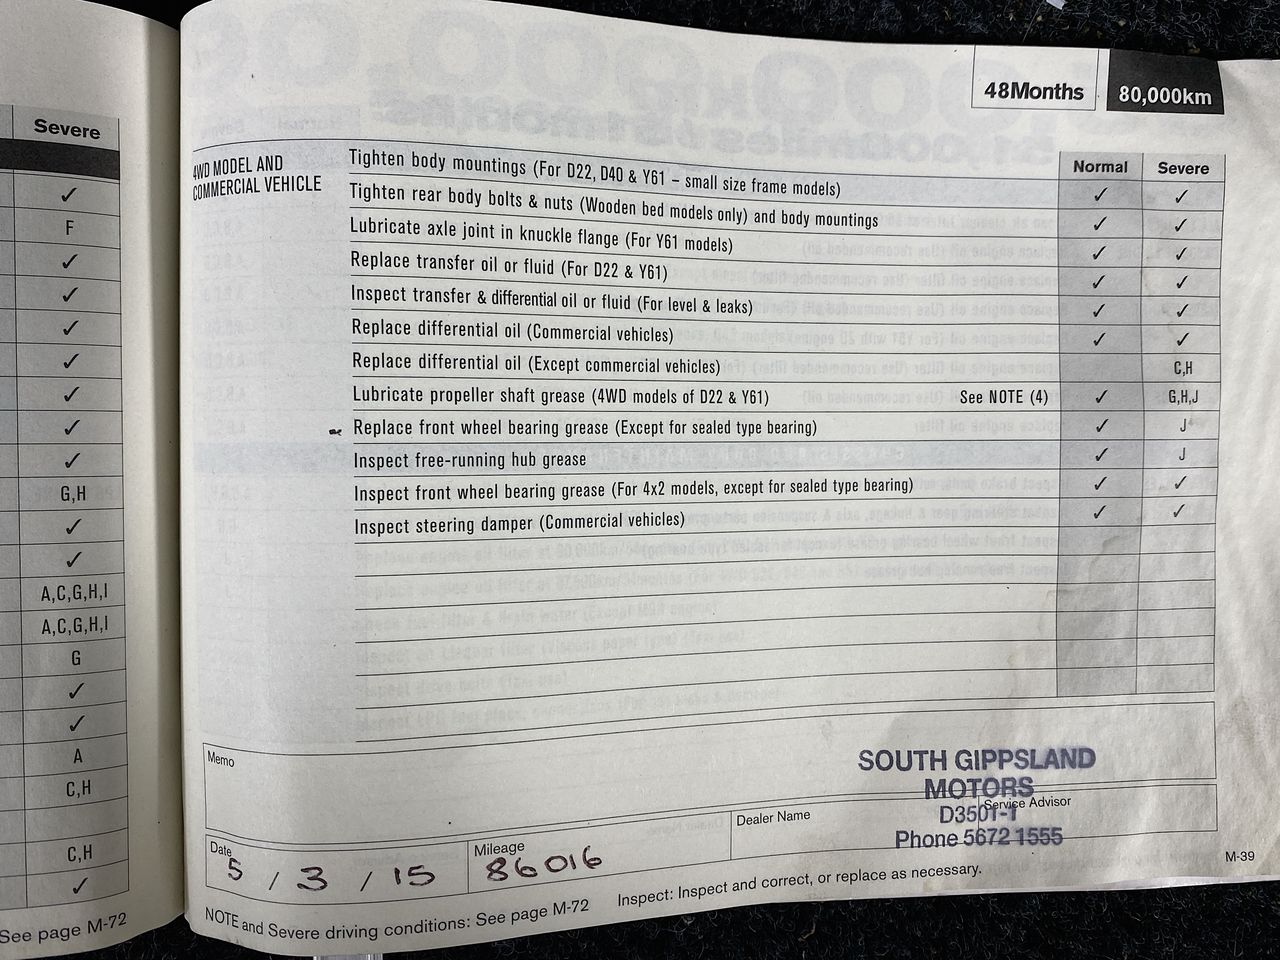 Severe
✓
F
✓
✓
✓
✓
✓
✓
✓
G,H
✓
✓
A,C,G,H,I
A,C,G,H,I
G
✓
✓
A
C,H
C,H
✓
See page M-72
48Months 80,000km
Normal Severe
4WD MODEL AND
COMMERCIAL VEHICLE
Tighten body mountings (For D22, D40 & Y61 – small size frame models) ✓ ✓
Tighten rear body bolts & nuts (Wooden bed models only) and body mountings ✓ ✓
Lubricate axle joint in knuckle flange (For Y61 models) ✓ ✓
Replace transfer oil or fluid (For D22 & Y61) ✓ ✓
Inspect transfer & differential oil or fluid (For level & leaks) ✓ ✓
Replace differential oil (Commercial vehicles) ✓ ✓
Replace differential oil (Except commercial vehicles) C,H
Lubricate propeller shaft grease (4WD models of D22 & Y61) See NOTE (4) ✓ G,H,J
Replace front wheel bearing grease (Except for sealed type bearing) ✓ J
Inspect free-running hub grease ✓ J
Inspect front wheel bearing grease (For 4x2 models, except for sealed type bearing) ✓ ✓
Inspect steering damper (Commercial vehicles) ✓ ✓
Memo
SOUTH GIPPSLAND
MOTORS
D3501-1
Phone 5672 1555
Date
5 / 3 / 15
Mileage
86016
Dealer Name
Service Advisor
NOTE and Severe driving conditions: See page M-72 Inspect: Inspect and correct, or replace as necessary.
M-39